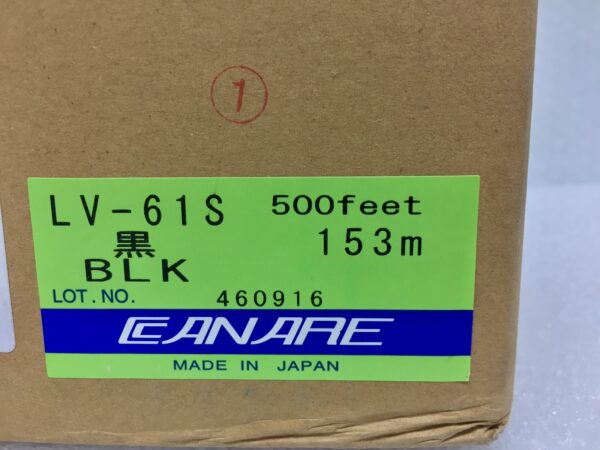 1
LV-61S 500feet
黒 153m
BLK
LOT.NO. 460916
CANARE
MADE IN JAPAN